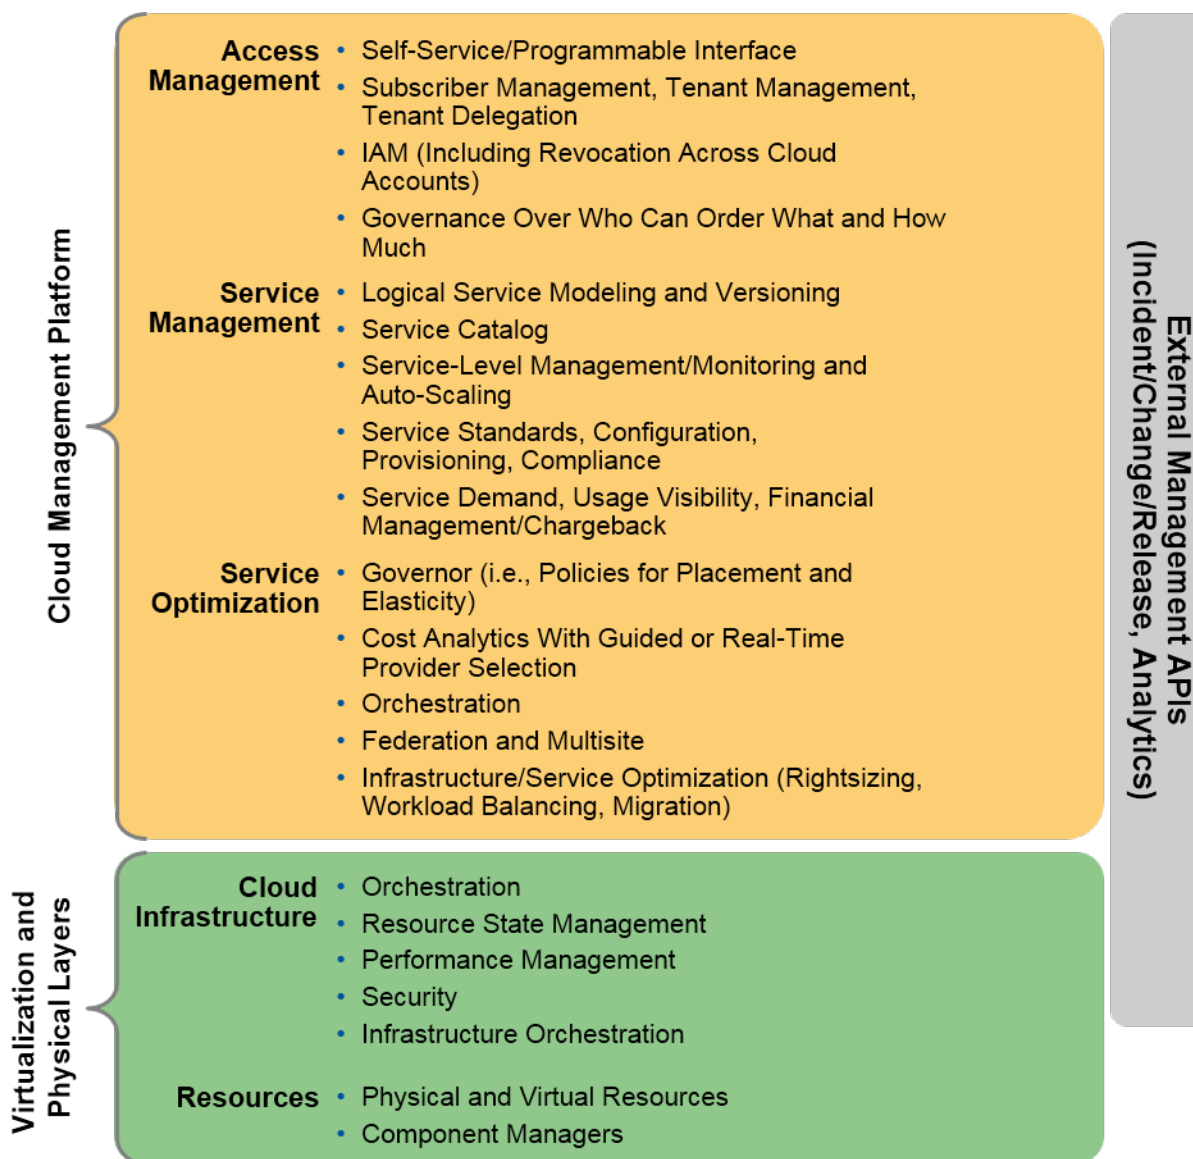 Cloud Management Platform
Access
Management
• Self-Service/Programmable Interface
• Subscriber Management, Tenant Management,
Tenant Delegation
• IAM (Including Revocation Across Cloud
Accounts)
• Governance Over Who Can Order What and How
Much
Service
Management
• Logical Service Modeling and Versioning
• Service Catalog
• Service-Level Management/Monitoring and
Auto-Scaling
• Service Standards, Configuration,
Provisioning, Compliance
• Service Demand, Usage Visibility, Financial
Management/Chargeback
Service
Optimization
• Governor (i.e., Policies for Placement and
Elasticity)
• Cost Analytics With Guided or Real-Time
Provider Selection
• Orchestration
• Federation and Multisite
• Infrastructure/Service Optimization (Rightsizing,
Workload Balancing, Migration)
Virtualization and
Physical Layers
Cloud
Infrastructure
• Orchestration
• Resource State Management
• Performance Management
• Security
• Infrastructure Orchestration
Resources
• Physical and Virtual Resources
• Component Managers
External Management APIs
(Incident/Change/Release, Analytics)